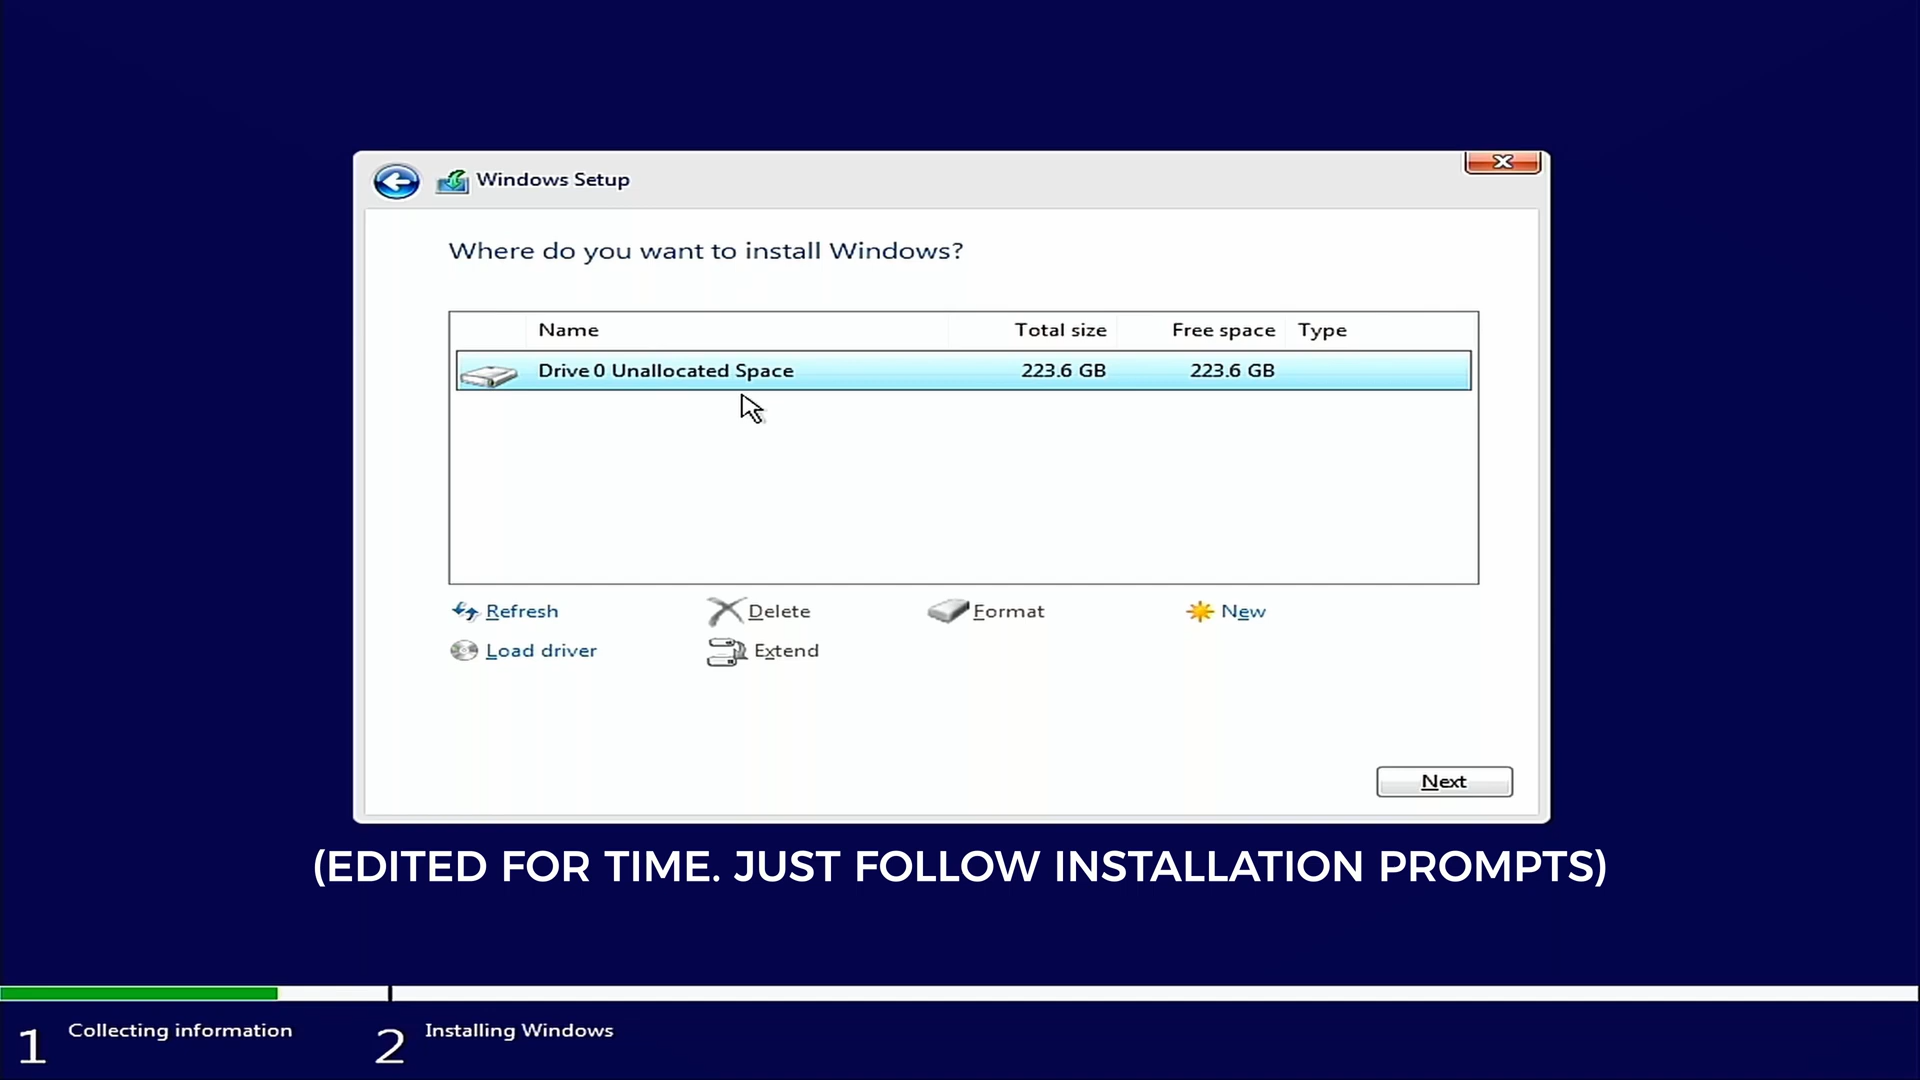 Windows Setup
Where do you want to install Windows?
Name Total size Free space Type
Drive 0 Unallocated Space 223.6 GB 223.6 GB
Refresh Delete Format New
Load driver Extend
Next
(EDITED FOR TIME. JUST FOLLOW INSTALLATION PROMPTS)
1 Collecting information 2 Installing Windows